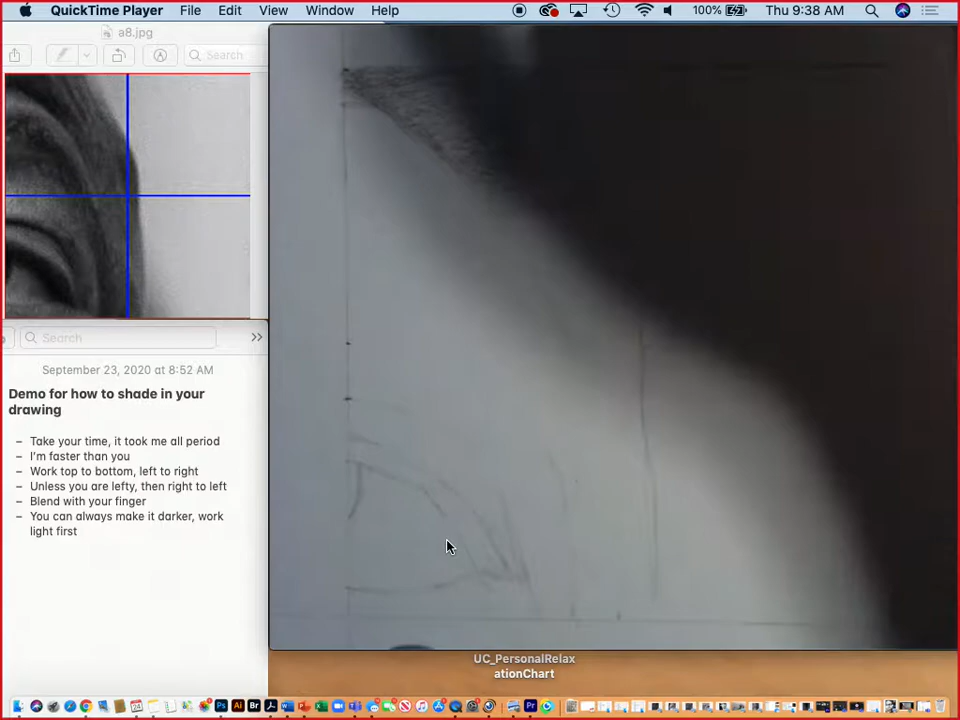 QuickTime Player File Edit View Window Help 100% Thu 9:38 AM
a8.jpg
Search
Search
September 23, 2020 at 8:52 AM
Demo for how to shade in your
drawing
– Take your time, it took me all period
– I'm faster than you
– Work top to bottom, left to right
– Unless you are lefty, then right to left
– Blend with your finger
– You can always make it darker, work
light first
UC_PersonalRelax
ationChart